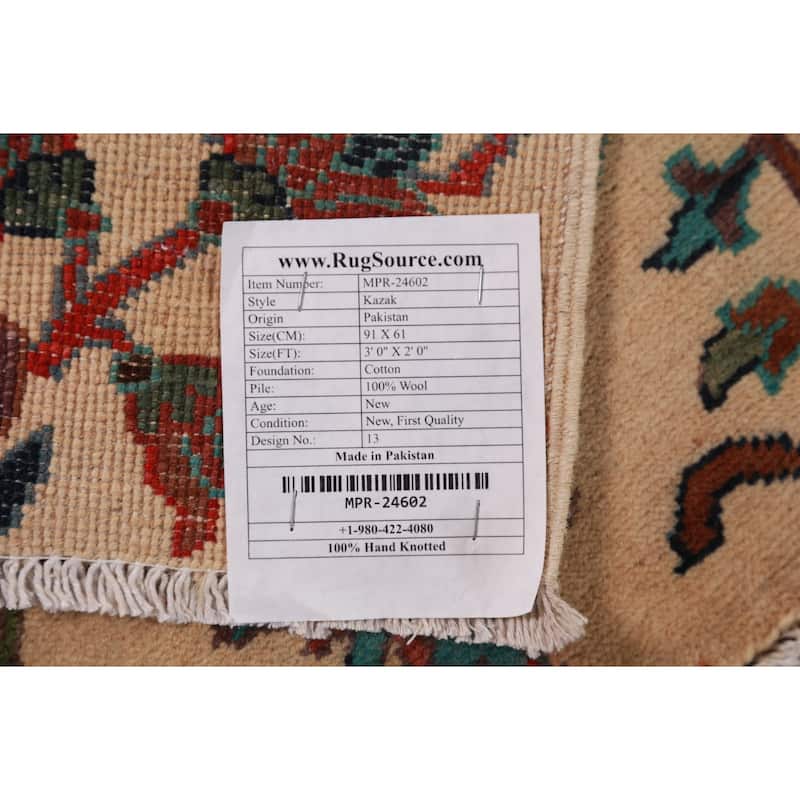 www.RugSource.com
Item Number: MPR-24602
Style Kazak
Origin Pakistan
Size(CM): 91 X 61
Size(FT): 3' 0" X 2' 0"
Foundation: Cotton
Pile: 100% Wool
Age: New
Condition: New, First Quality
Design No.: 13
Made in Pakistan
MPR-24602
+1-980-422-4080
100% Hand Knotted